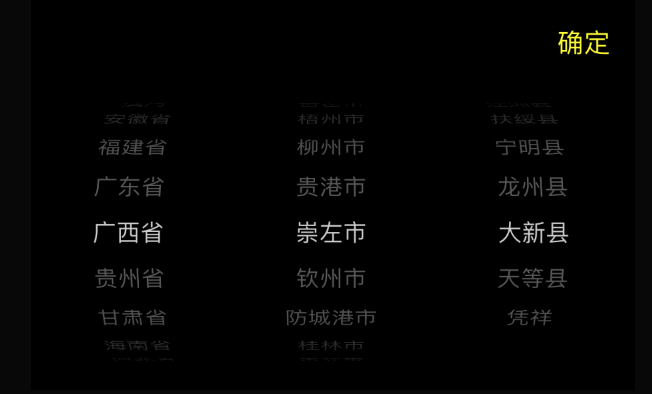 确定
安徽省 梧州市 扶绥县
福建省 柳州市 宁明县
广东省 贵港市 龙州县
广西省 崇左市 大新县
贵州省 钦州市 天等县
甘肃省 防城港市 凭祥
海南省 桂林市